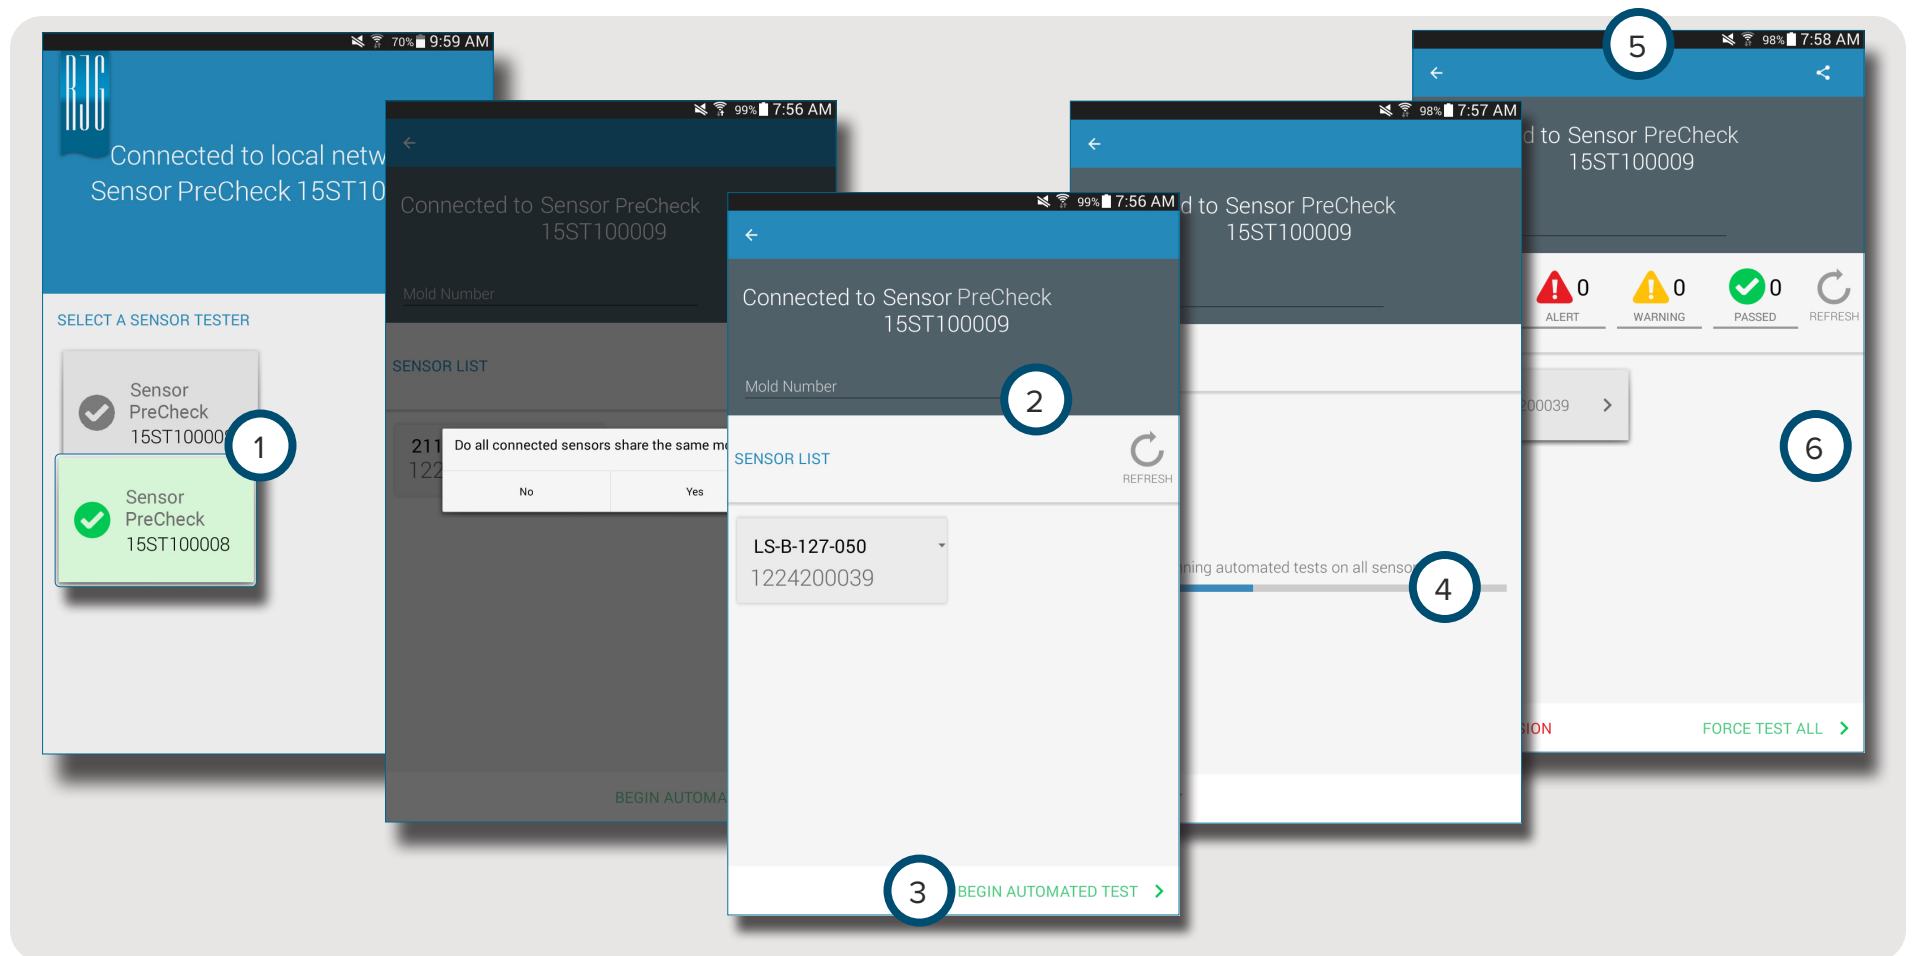 70% 9:59 AM
RJG
Connected to local netw
Sensor PreCheck 15ST10
SELECT A SENSOR TESTER
Sensor
PreCheck
15ST100008
1
Sensor
PreCheck
15ST100008
99% 7:56 AM
Connected to Sensor PreCheck
15ST100009
Mold Number
SENSOR LIST
211
122
Do all connected sensors share the same mo
No Yes
BEGIN AUTOMA
99% 7:56 AM
Connected to Sensor PreCheck
15ST100009
Mold Number
2
SENSOR LIST
REFRESH
LS-B-127-050
1224200039
3
BEGIN AUTOMATED TEST
98% 7:57 AM
d to Sensor PreCheck
15ST100009
nning automated tests on all senso
4
5
98% 7:58 AM
d to Sensor PreCheck
15ST100009
0 0 0
ALERT WARNING PASSED REFRESH
200039
6
SION FORCE TEST ALL